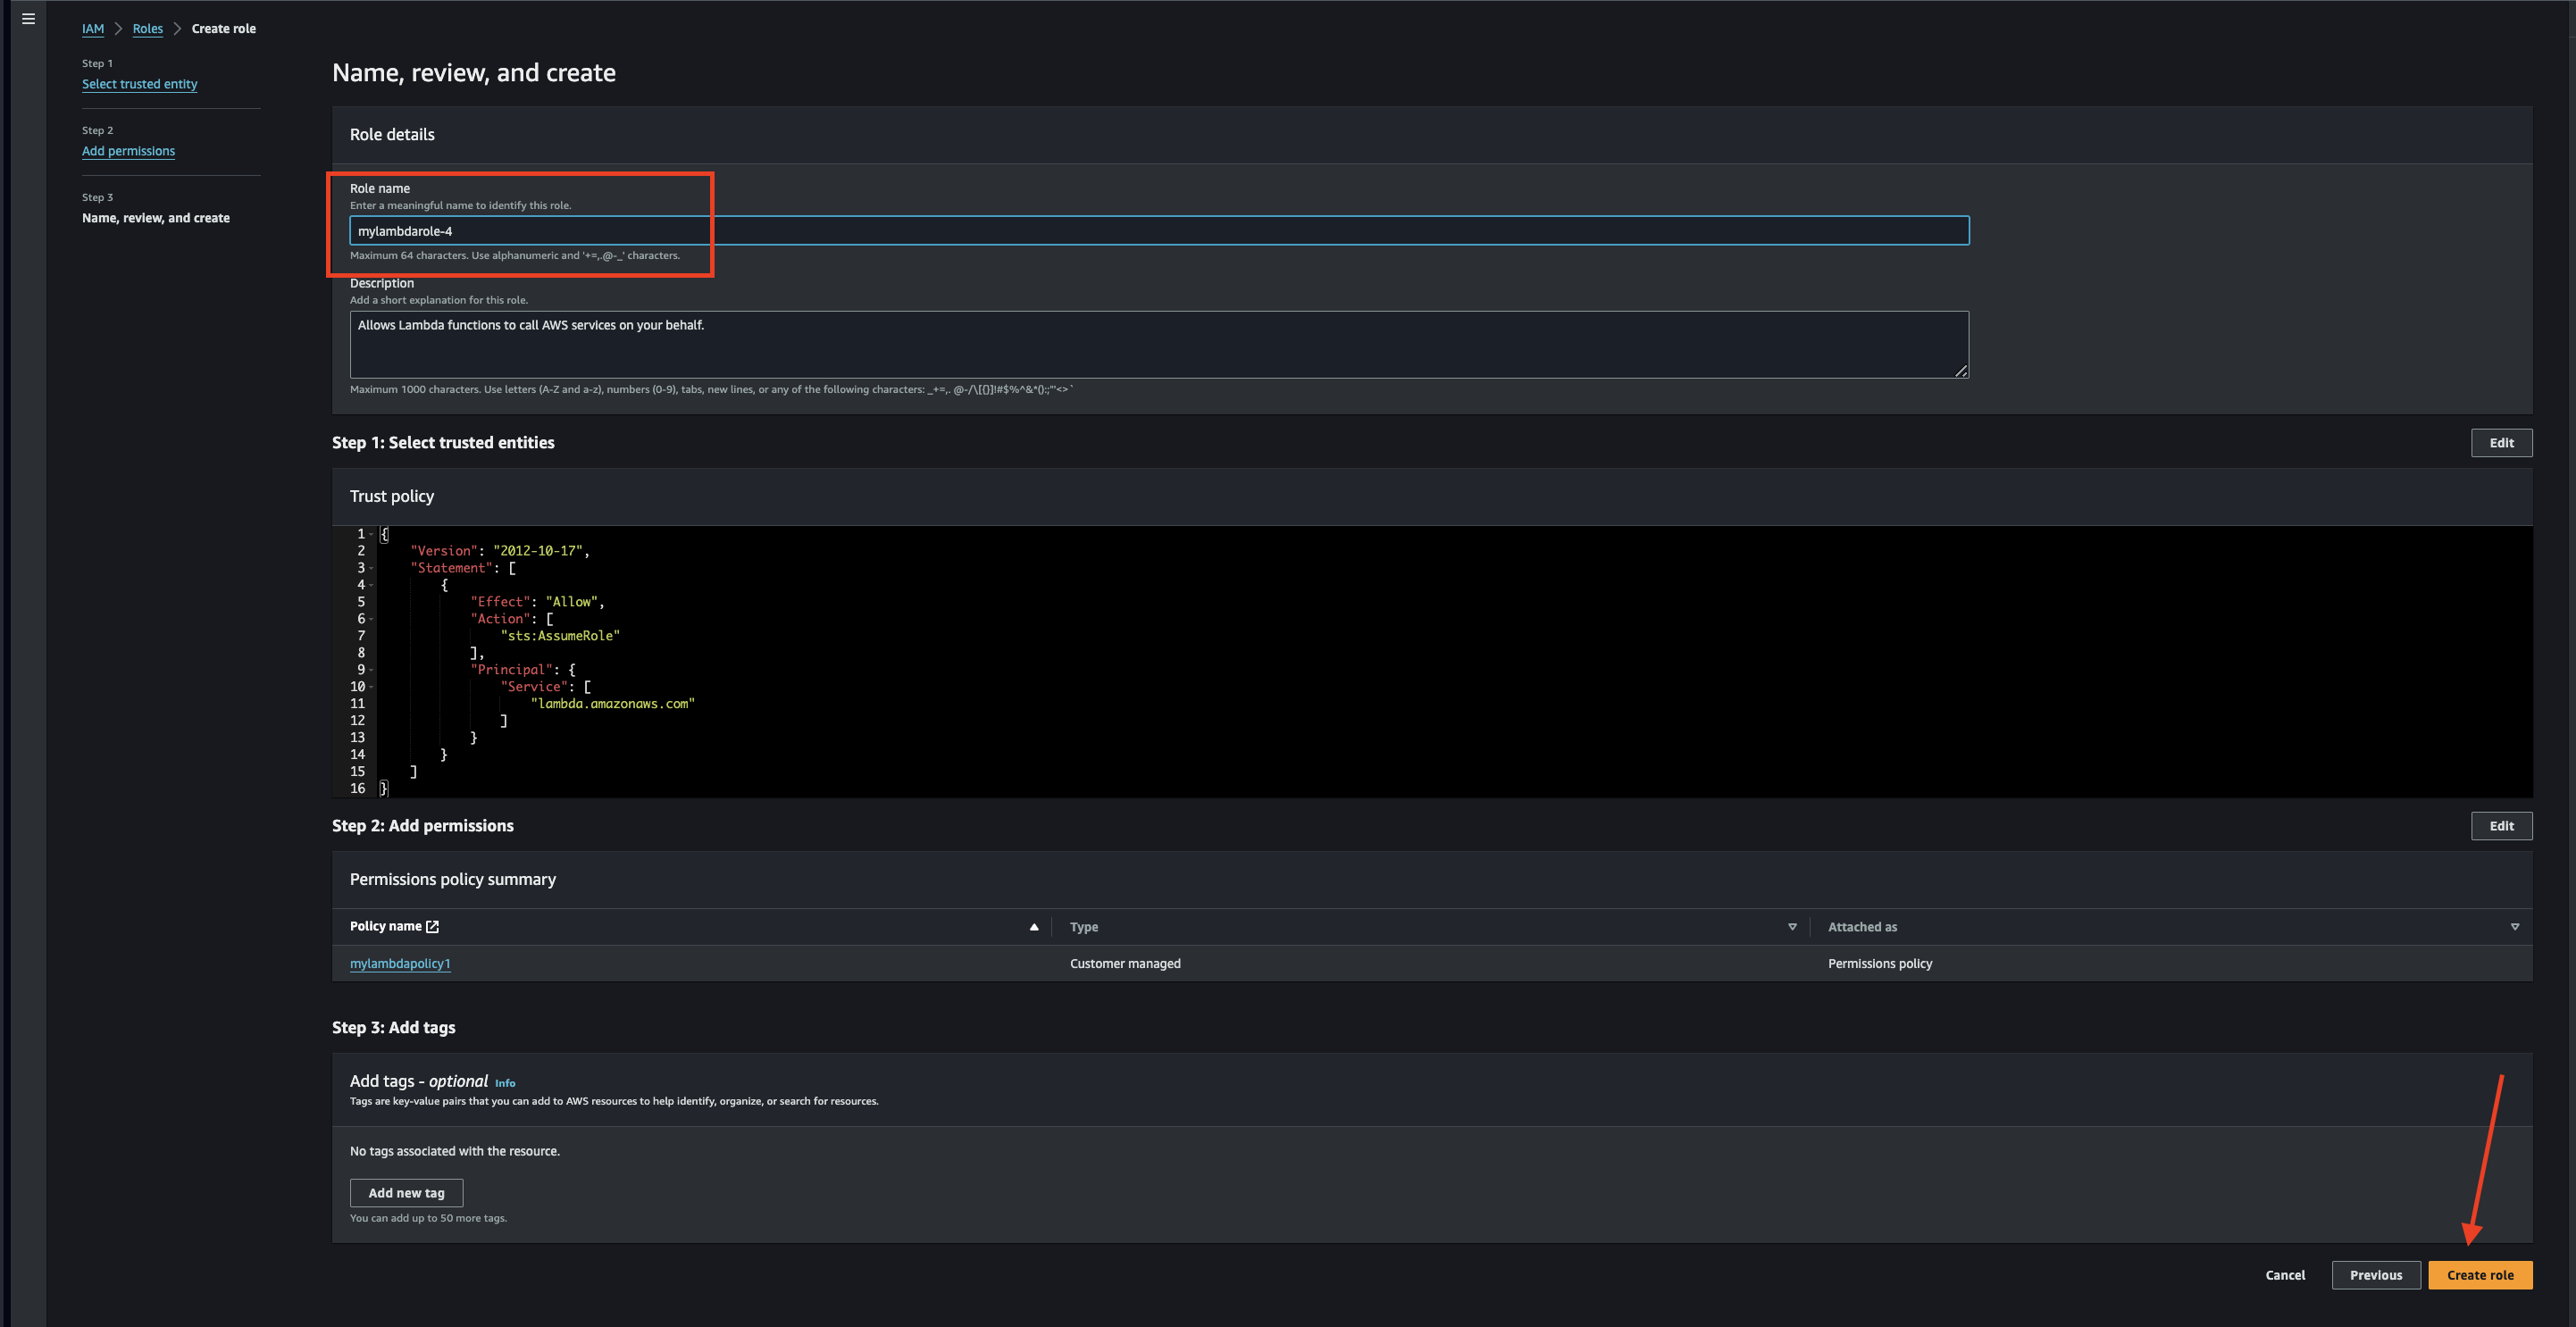 IAM > Roles > Create role
Step 1
Select trusted entity
Step 2
Add permissions
Step 3
Name, review, and create
Name, review, and create
Role details
Role name
Enter a meaningful name to identify this role.
mylambdarole-4
Maximum 64 characters. Use alphanumeric and '+=,.@-_' characters.
Description
Add a short explanation for this role.
Allows Lambda functions to call AWS services on your behalf.
Maximum 1000 characters. Use letters (A-Z and a-z), numbers (0-9), tabs, new lines, or any of the following characters: _+=,. @-/\[{}]!#$%^&*();:"'<>`
Step 1: Select trusted entities
Edit
Trust policy
1 {
2 "Version": "2012-10-17",
3 "Statement": [
4 {
5 "Effect": "Allow",
6 "Action": [
7 "sts:AssumeRole"
8 ],
9 "Principal": {
10 "Service": [
11 "lambda.amazonaws.com"
12 ]
13 }
14 }
15 ]
16 }
Step 2: Add permissions
Edit
Permissions policy summary
Policy name Type Attached as
mylambdapolicy1 Customer managed Permissions policy
Step 3: Add tags
Add tags - optional Info
Tags are key-value pairs that you can add to AWS resources to help identify, organize, or search for resources.
No tags associated with the resource.
Add new tag
You can add up to 50 more tags.
Cancel Previous Create role